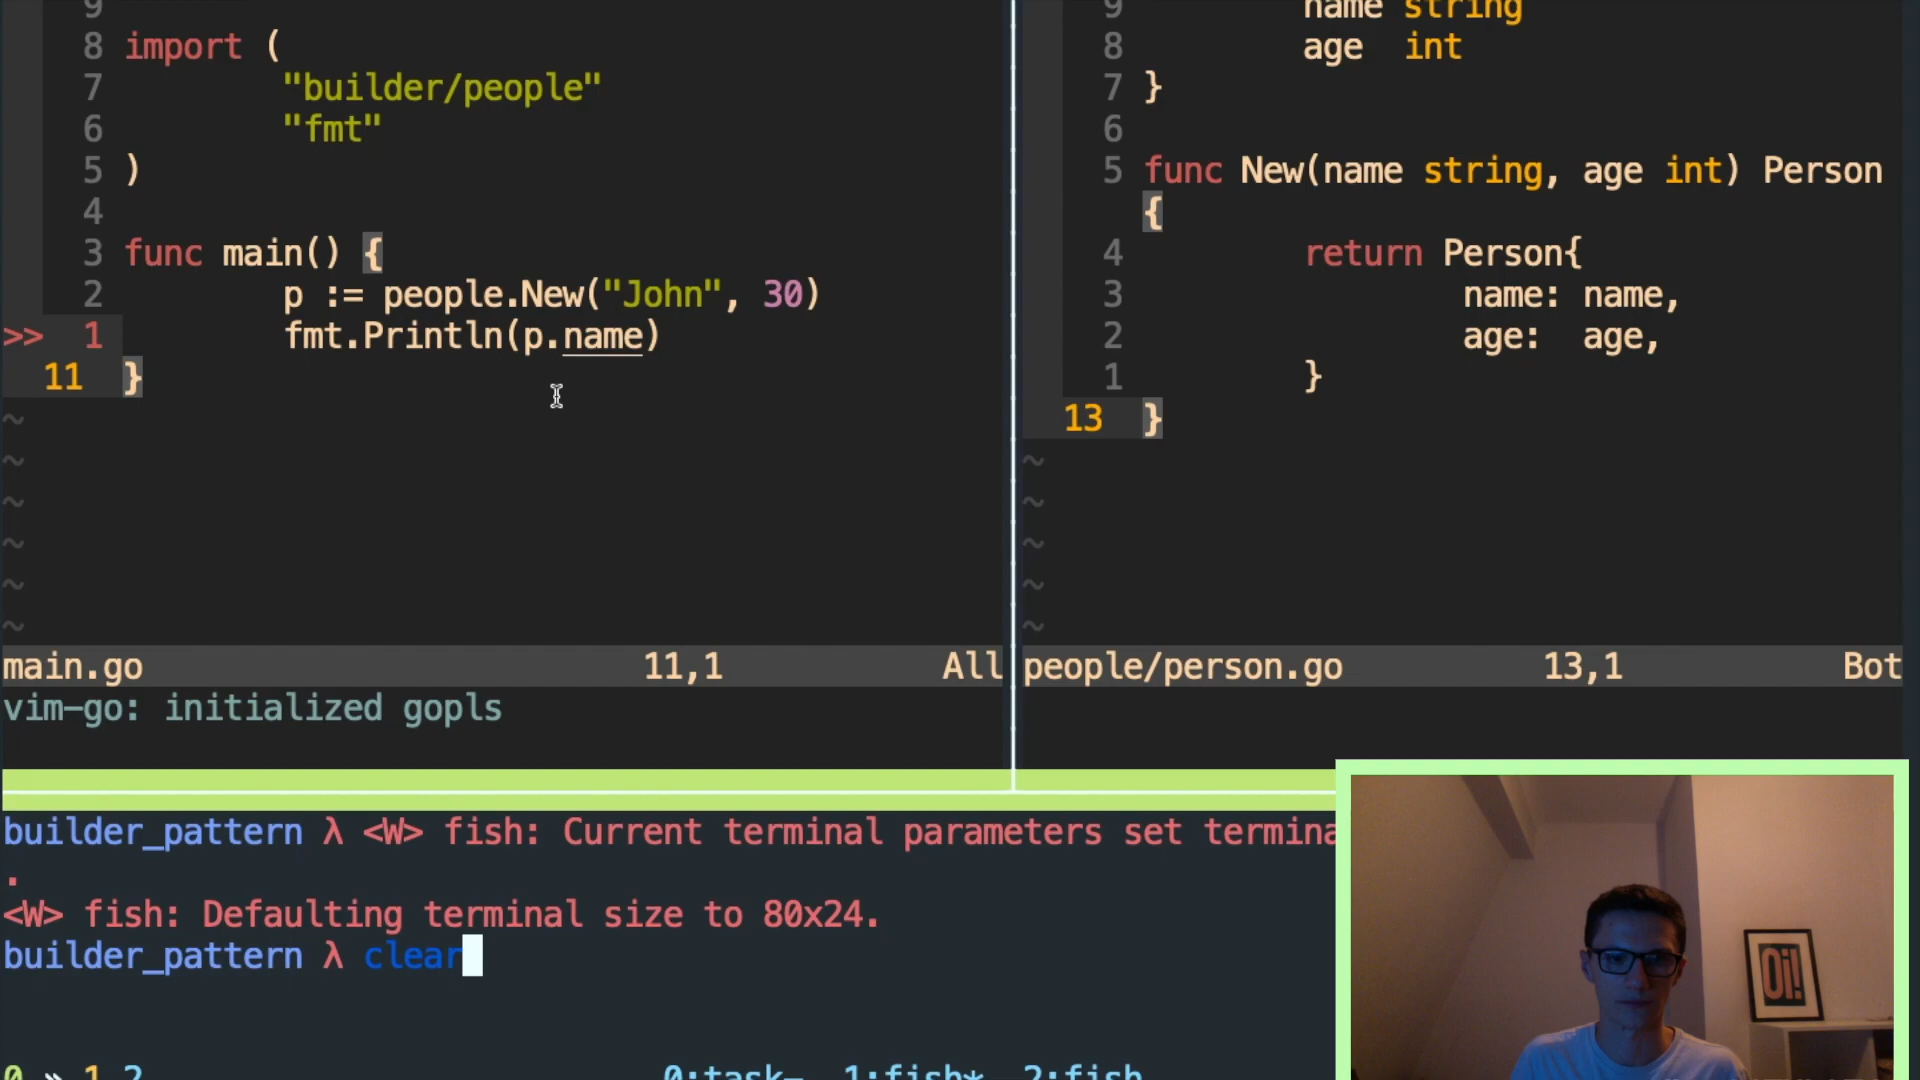 9
8 import (
7 "builder/people"
6 "fmt"
5 )
4
3 func main() {
2 p := people.New("John", 30)
>> 1 fmt.Println(p.name)
11 }
~
~
~
~
~
~
main.go 11,1 All
vim-go: initialized gopls
9 name string
8 age int
7 }
6
5 func New(name string, age int) Person
{
4 return Person{
3 name: name,
2 age: age,
1 }
13 }
~
~
~
~
~
people/person.go 13,1 Bot
builder_pattern λ <W> fish: Current terminal parameters set termina
.
<W> fish: Defaulting terminal size to 80x24.
builder_pattern λ clear
0 » 1 2 0:task- 1:fish* 2:fish
Oi!